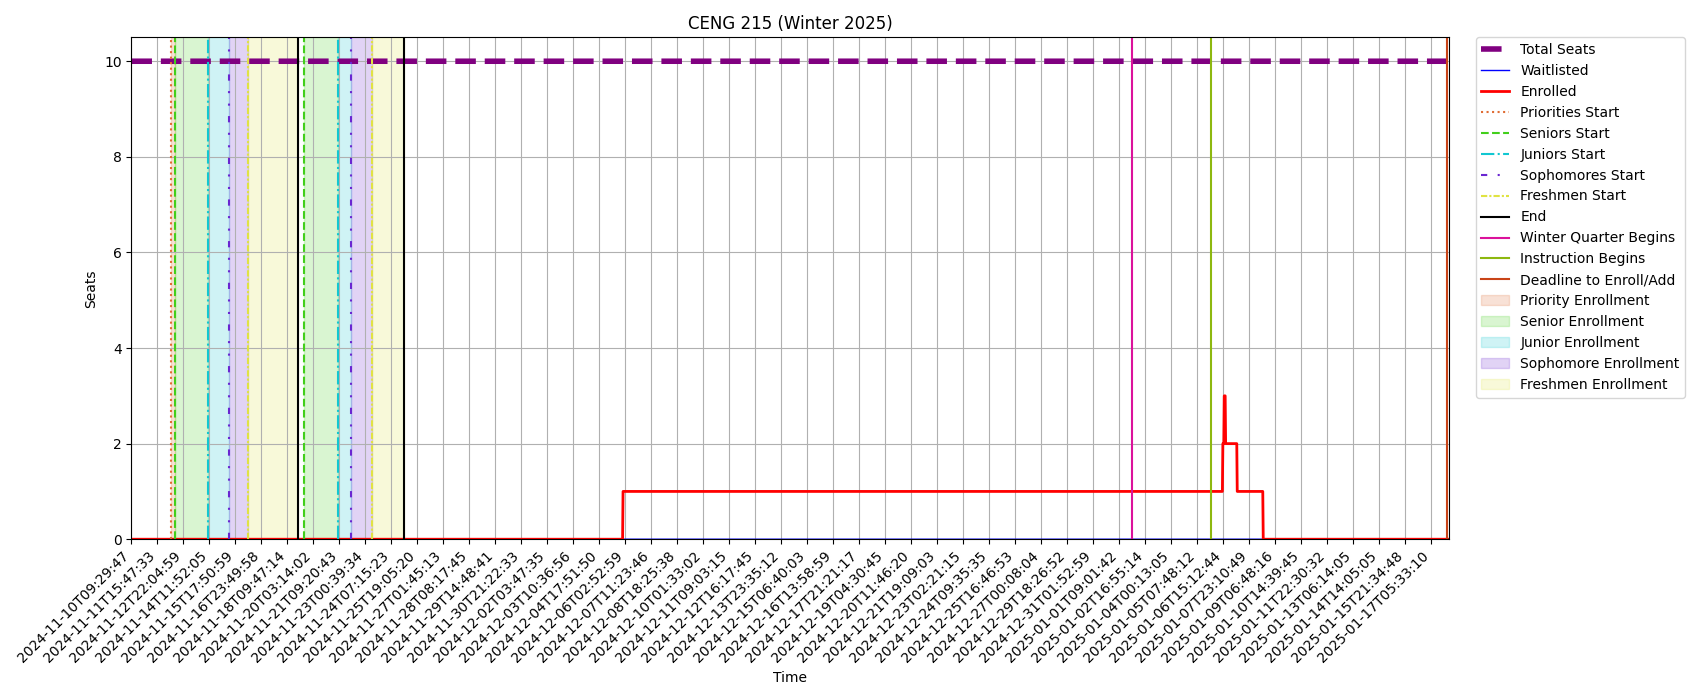 CENG 215 (Winter 2025)
Seats
10
8
6
4
2
0
2024-11-10T09:29:47
2024-11-11T15:47:33
2024-11-12T22:04:59
2024-11-14T11:52:05
2024-11-15T17:50:59
2024-11-16T23:49:58
2024-11-18T09:47:14
2024-11-20T03:14:02
2024-11-21T09:20:43
2024-11-23T00:39:34
2024-11-24T07:15:23
2024-11-25T19:05:20
2024-11-27T01:45:13
2024-11-28T08:17:45
2024-11-29T14:48:41
2024-11-30T21:22:33
2024-12-02T03:47:35
2024-12-03T10:36:56
2024-12-04T17:51:50
2024-12-06T02:52:59
2024-12-07T11:23:46
2024-12-08T18:25:38
2024-12-10T01:33:02
2024-12-11T09:03:15
2024-12-12T16:17:45
2024-12-13T23:35:12
2024-12-15T06:40:03
2024-12-16T13:58:59
2024-12-17T21:21:17
2024-12-19T04:30:45
2024-12-20T11:46:20
2024-12-21T19:09:03
2024-12-23T02:21:15
2024-12-24T09:35:35
2024-12-25T16:46:53
2024-12-27T00:08:04
2024-12-29T18:26:52
2024-12-31T01:52:59
2025-01-01T09:01:42
2025-01-02T16:55:14
2025-01-04T00:13:05
2025-01-05T07:48:12
2025-01-06T15:12:44
2025-01-07T23:10:49
2025-01-09T06:48:16
2025-01-10T14:39:45
2025-01-11T22:30:32
2025-01-13T06:14:05
2025-01-14T14:05:05
2025-01-15T21:34:48
2025-01-17T05:33:10
Time
Total Seats
Waitlisted
Enrolled
Priorities Start
Seniors Start
Juniors Start
Sophomores Start
Freshmen Start
End
Winter Quarter Begins
Instruction Begins
Deadline to Enroll/Add
Priority Enrollment
Senior Enrollment
Junior Enrollment
Sophomore Enrollment
Freshmen Enrollment